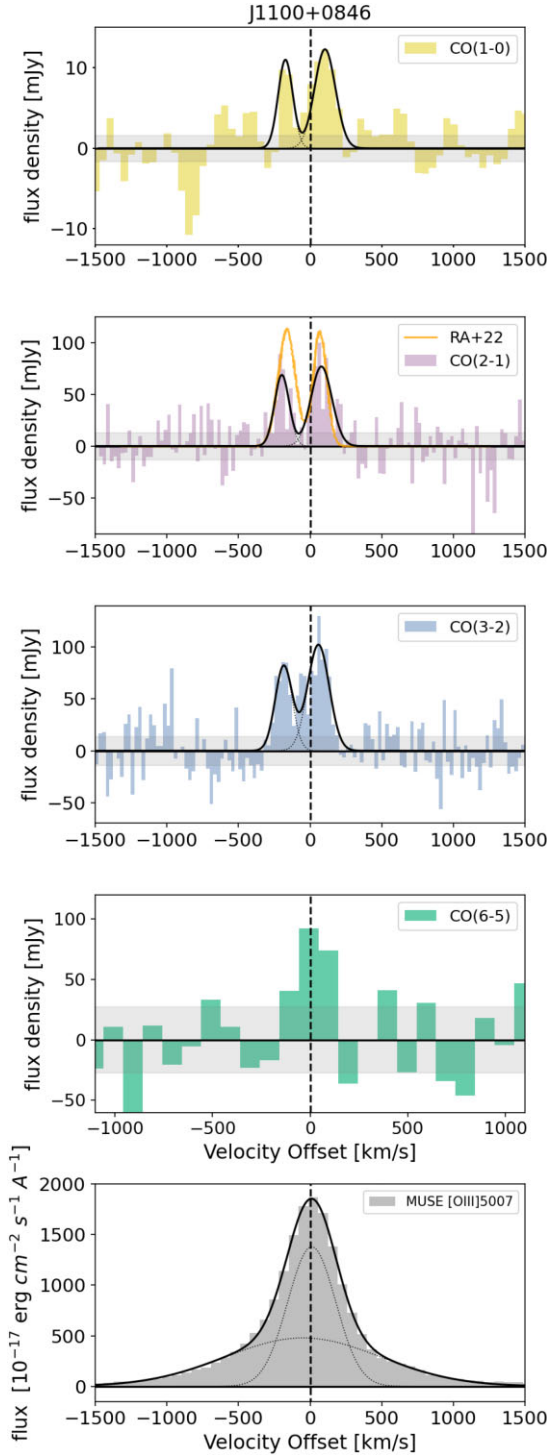 J1100+0846
CO(1-0)
flux density [mJy]
10
0
−10
−1500 −1000 −500 0 500 1000 1500
RA+22
CO(2-1)
flux density [mJy]
100
50
0
−50
−1500 −1000 −500 0 500 1000 1500
CO(3-2)
flux density [mJy]
100
50
0
−50
−1500 −1000 −500 0 500 1000 1500
CO(6-5)
flux density [mJy]
100
50
0
−50
−1000 −500 0 500 1000
Velocity Offset [km/s]
MUSE [OIII]5007
flux [10⁻¹⁷ erg cm⁻² s⁻¹ A⁻¹]
2000
1500
1000
500
0
−1500 −1000 −500 0 500 1000 1500
Velocity Offset [km/s]